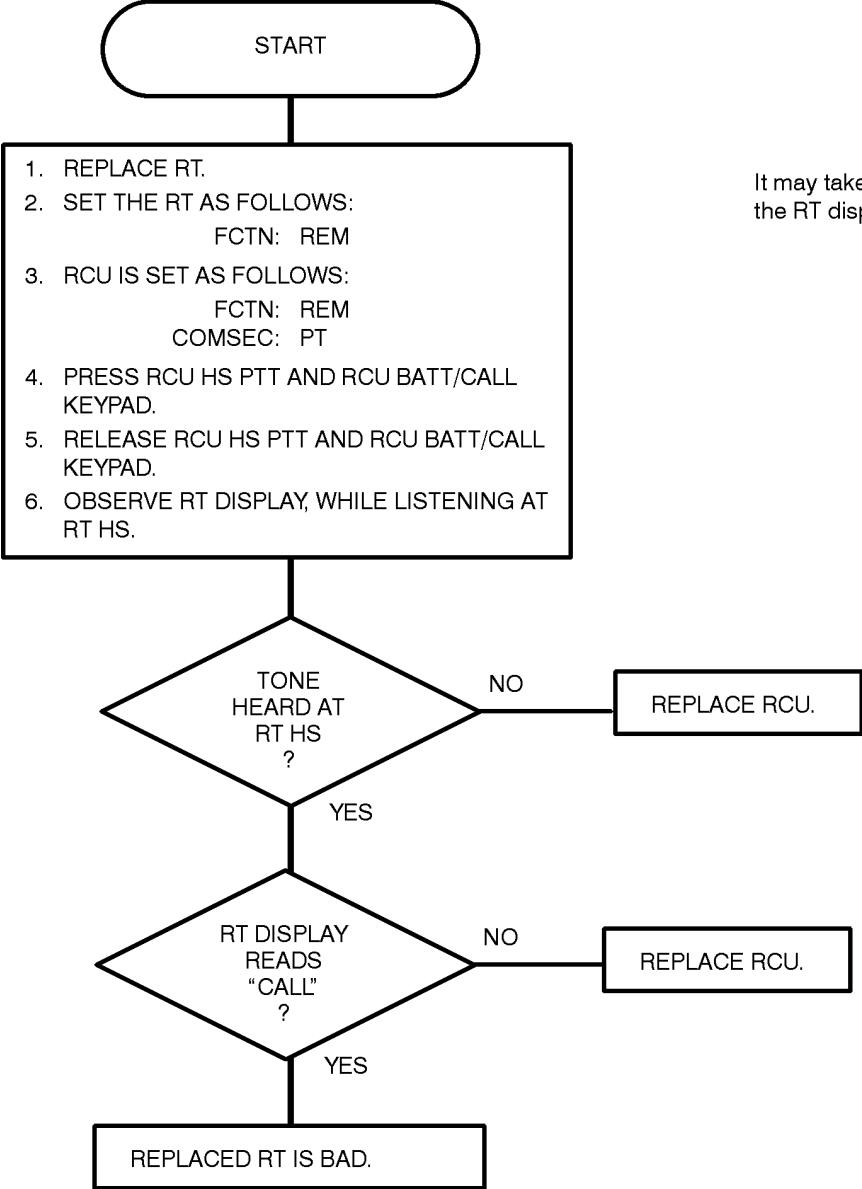 START
1. REPLACE RT.
2. SET THE RT AS FOLLOWS:
FCTN: REM
3. RCU IS SET AS FOLLOWS:
FCTN: REM
COMSEC: PT
4. PRESS RCU HS PTT AND RCU BATT/CALL
KEYPAD.
5. RELEASE RCU HS PTT AND RCU BATT/CALL
KEYPAD.
6. OBSERVE RT DISPLAY, WHILE LISTENING AT
RT HS.
It may take
the RT
TONE
HEARD AT
RT HS
?
NO
REPLACE RCU.
YES
RT DISPLAY
READS
“CALL”
?
NO
REPLACE RCU.
YES
REPLACED RT IS BAD.